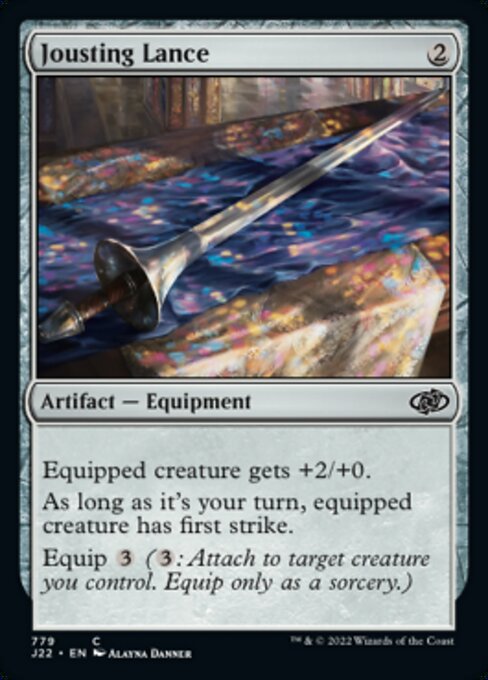 Jousting Lance 2
Artifact — Equipment
Equipped creature gets +2/+0.
As long as it's your turn, equipped
creature has first strike.
Equip 3 (3: Attach to target creature
you control. Equip only as a sorcery.)
779 C
J22 • EN Alayna Danner
™ & © 2022 Wizards of the Coast